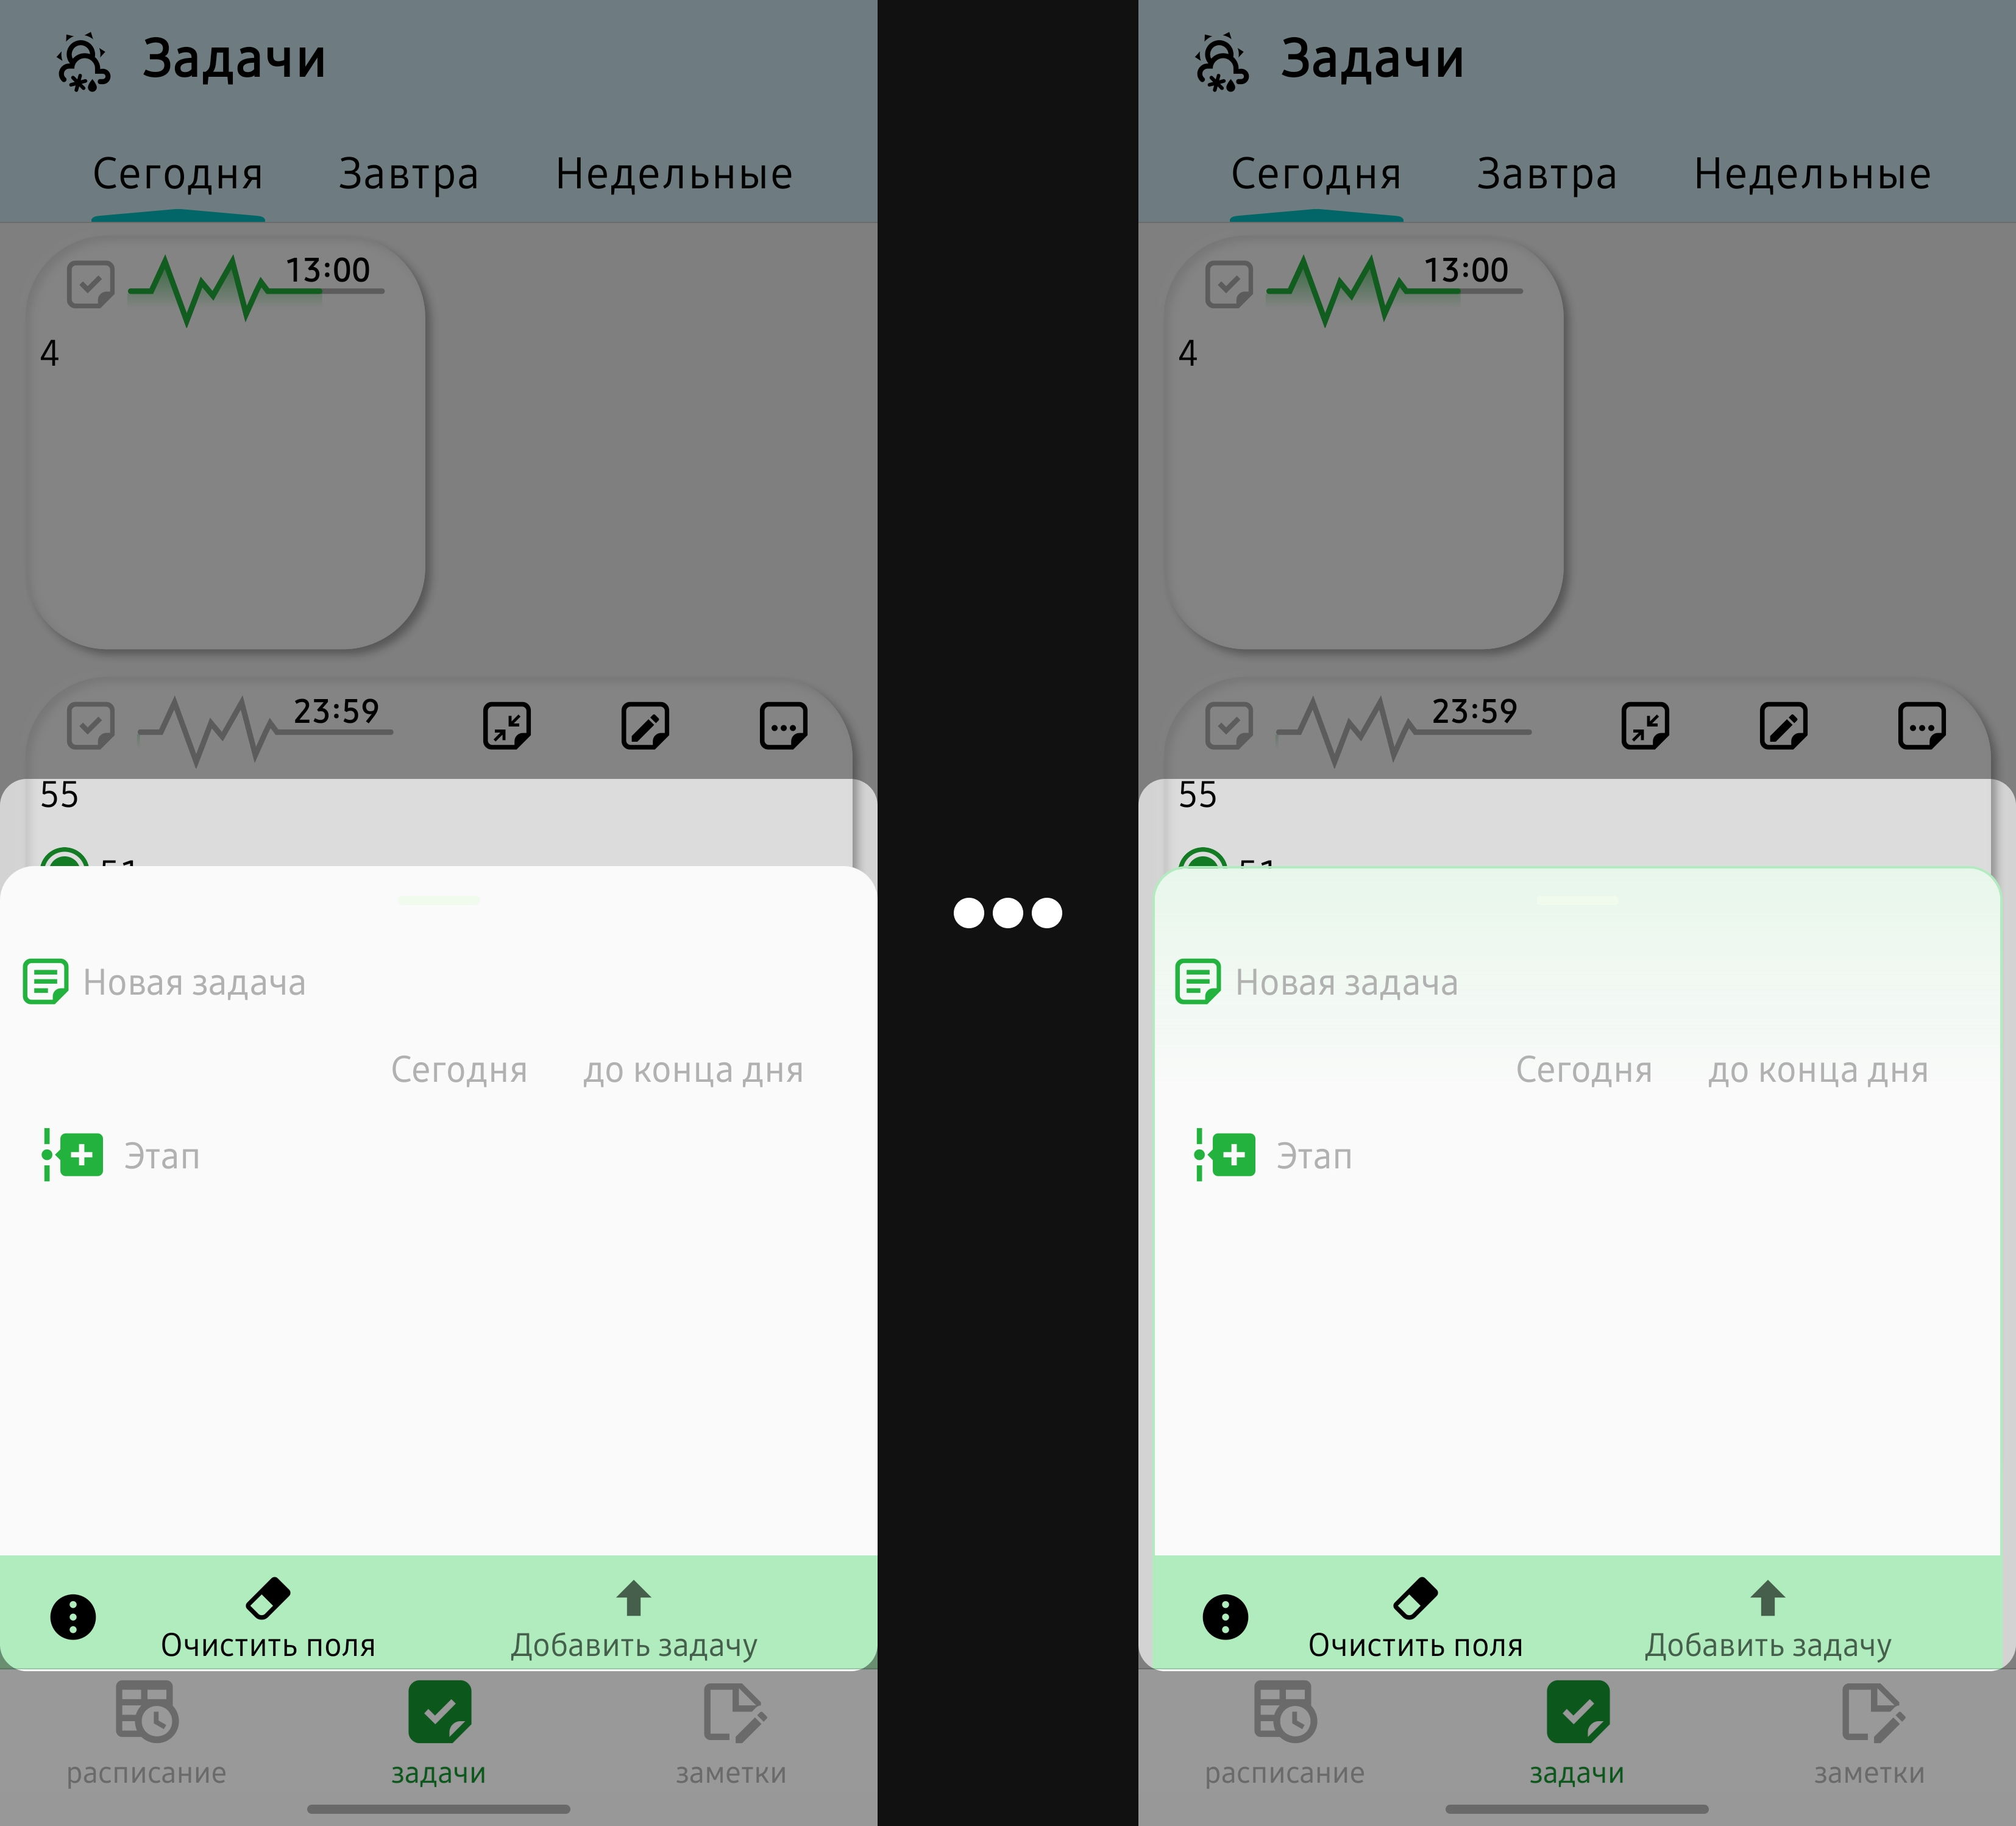 Задачи
Сегодня Завтра Недельные
13:00
4
23:59
55
51
Новая задача
Сегодня до конца дня
Этап
Очистить поля Добавить задачу
расписание задачи заметки
Задачи
Сегодня Завтра Недельные
13:00
4
23:59
55
51
Новая задача
Сегодня до конца дня
Этап
Очистить поля Добавить задачу
расписание задачи заметки